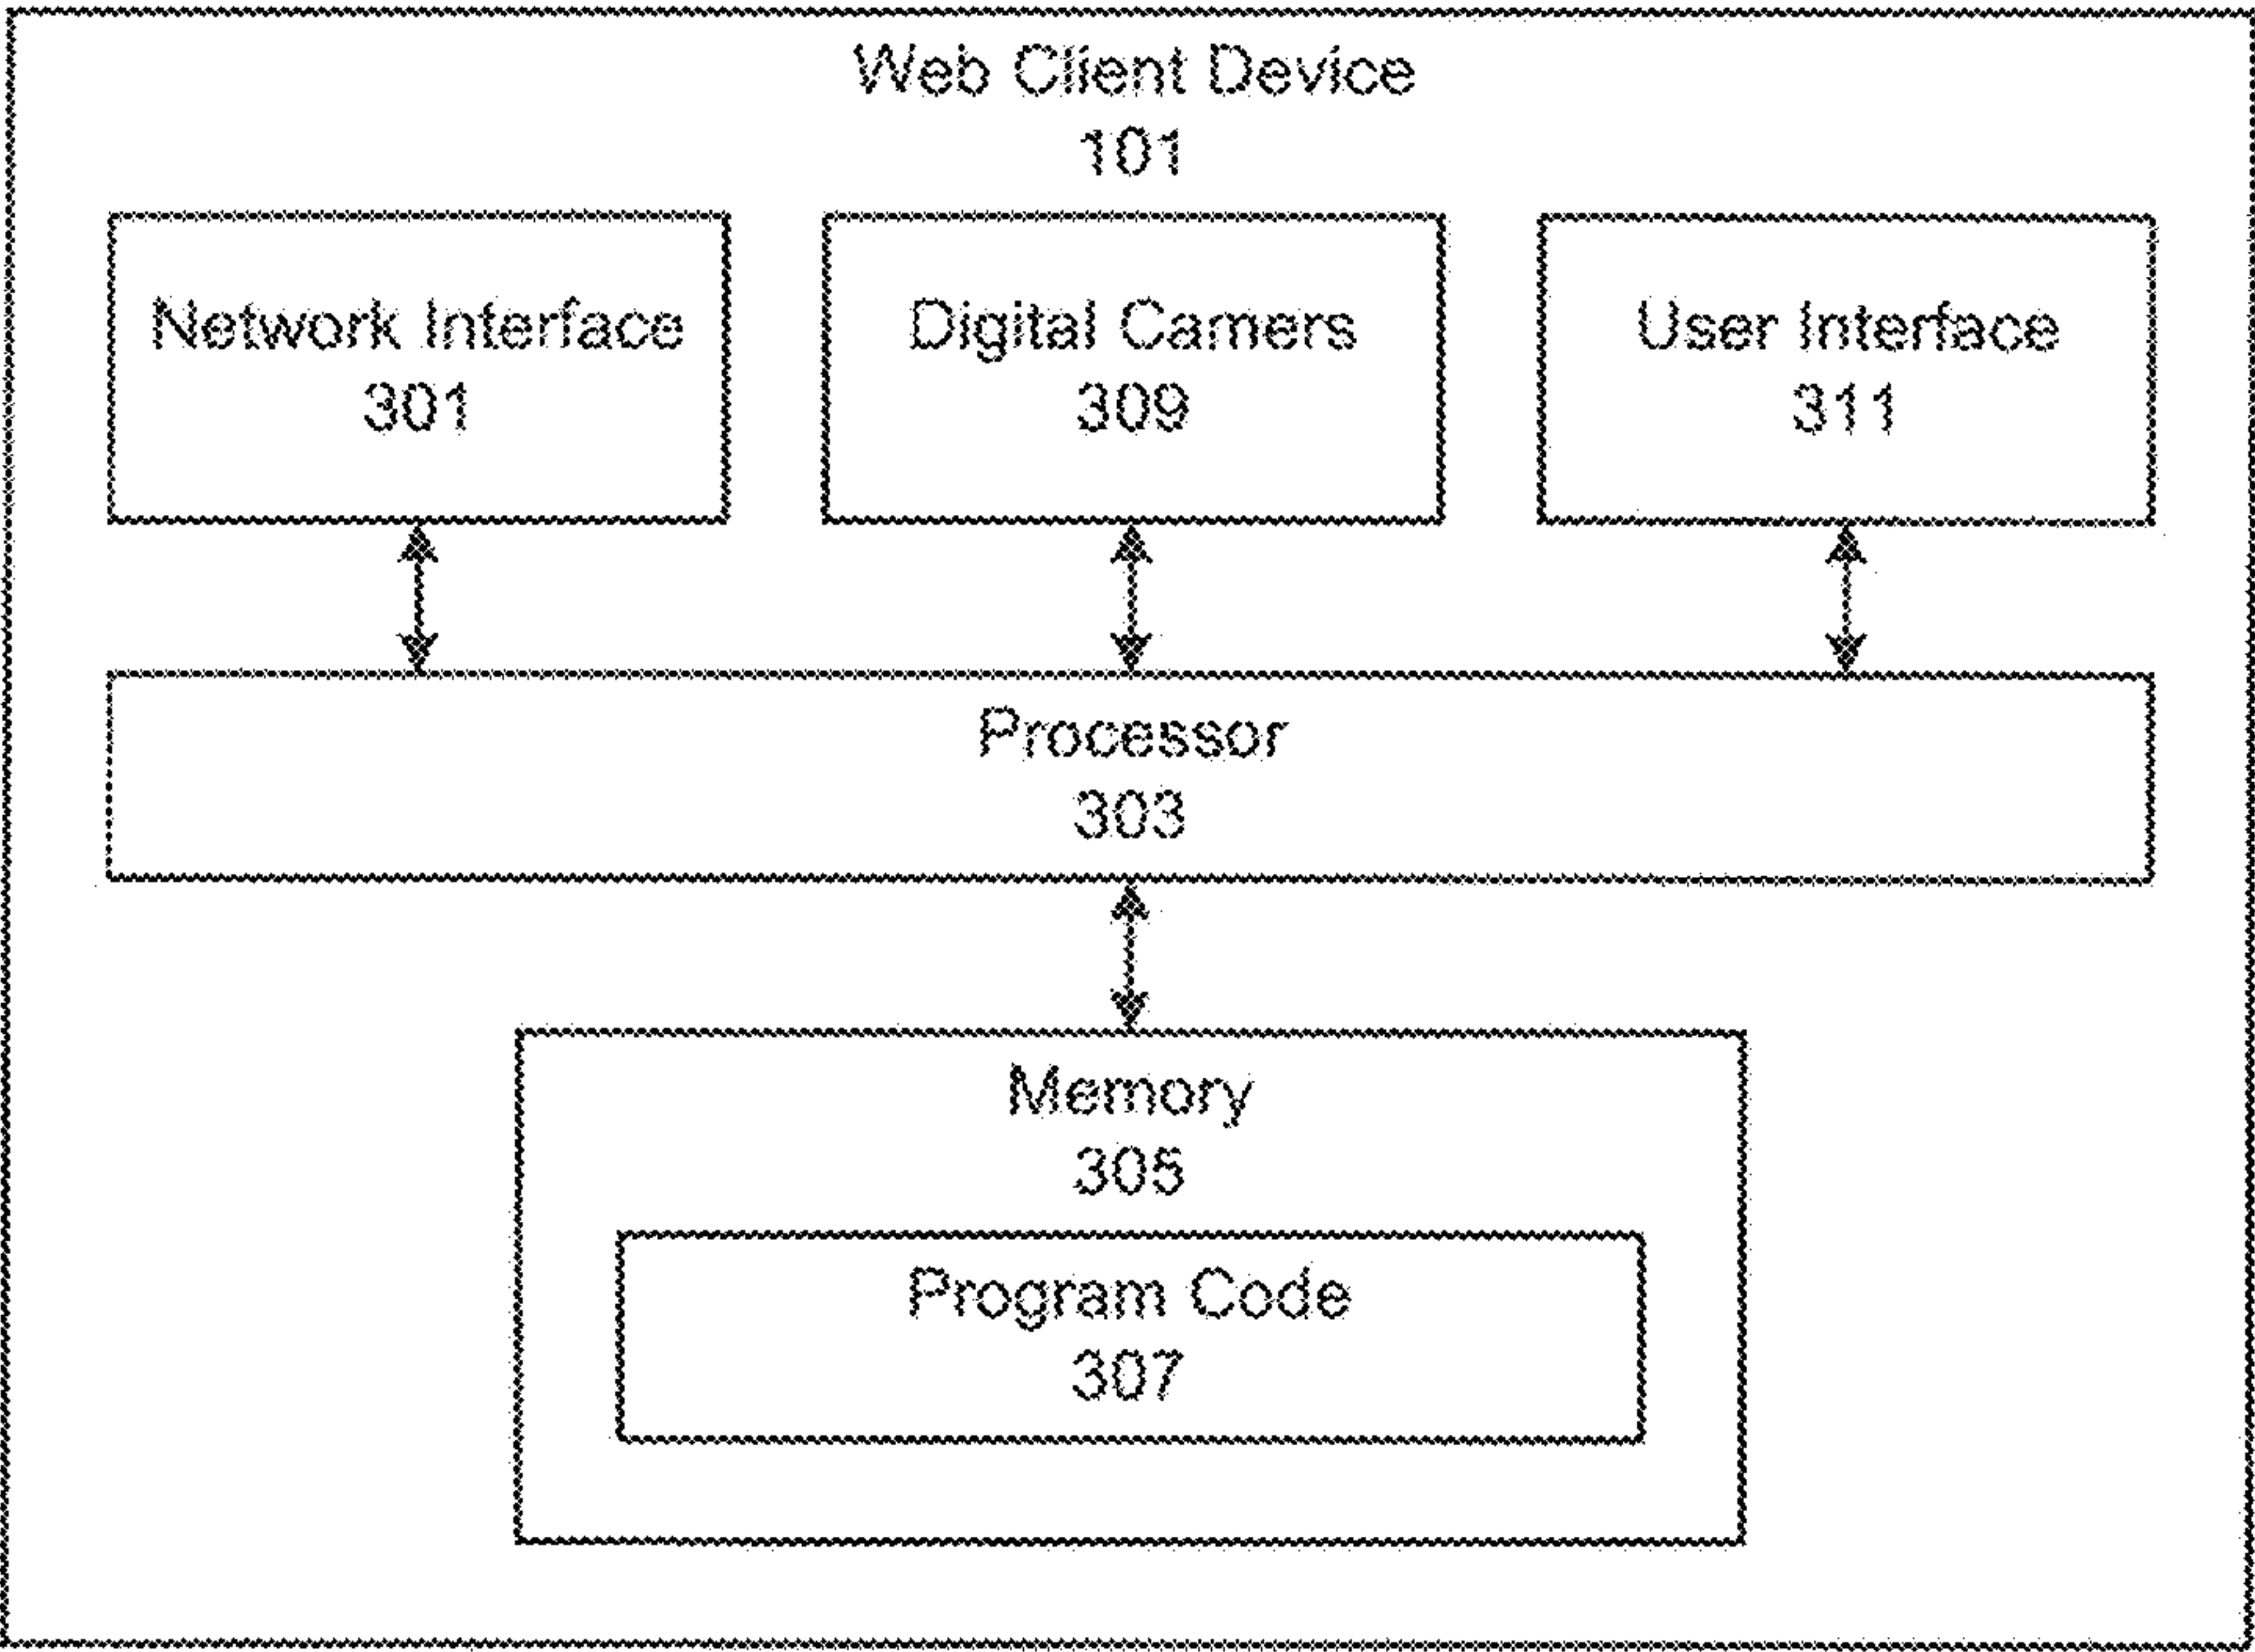 Web Client Device
101
Network Interface
301
Digital Camers
309
User Interface
311
Processor
303
Memory
305
Program Code
307